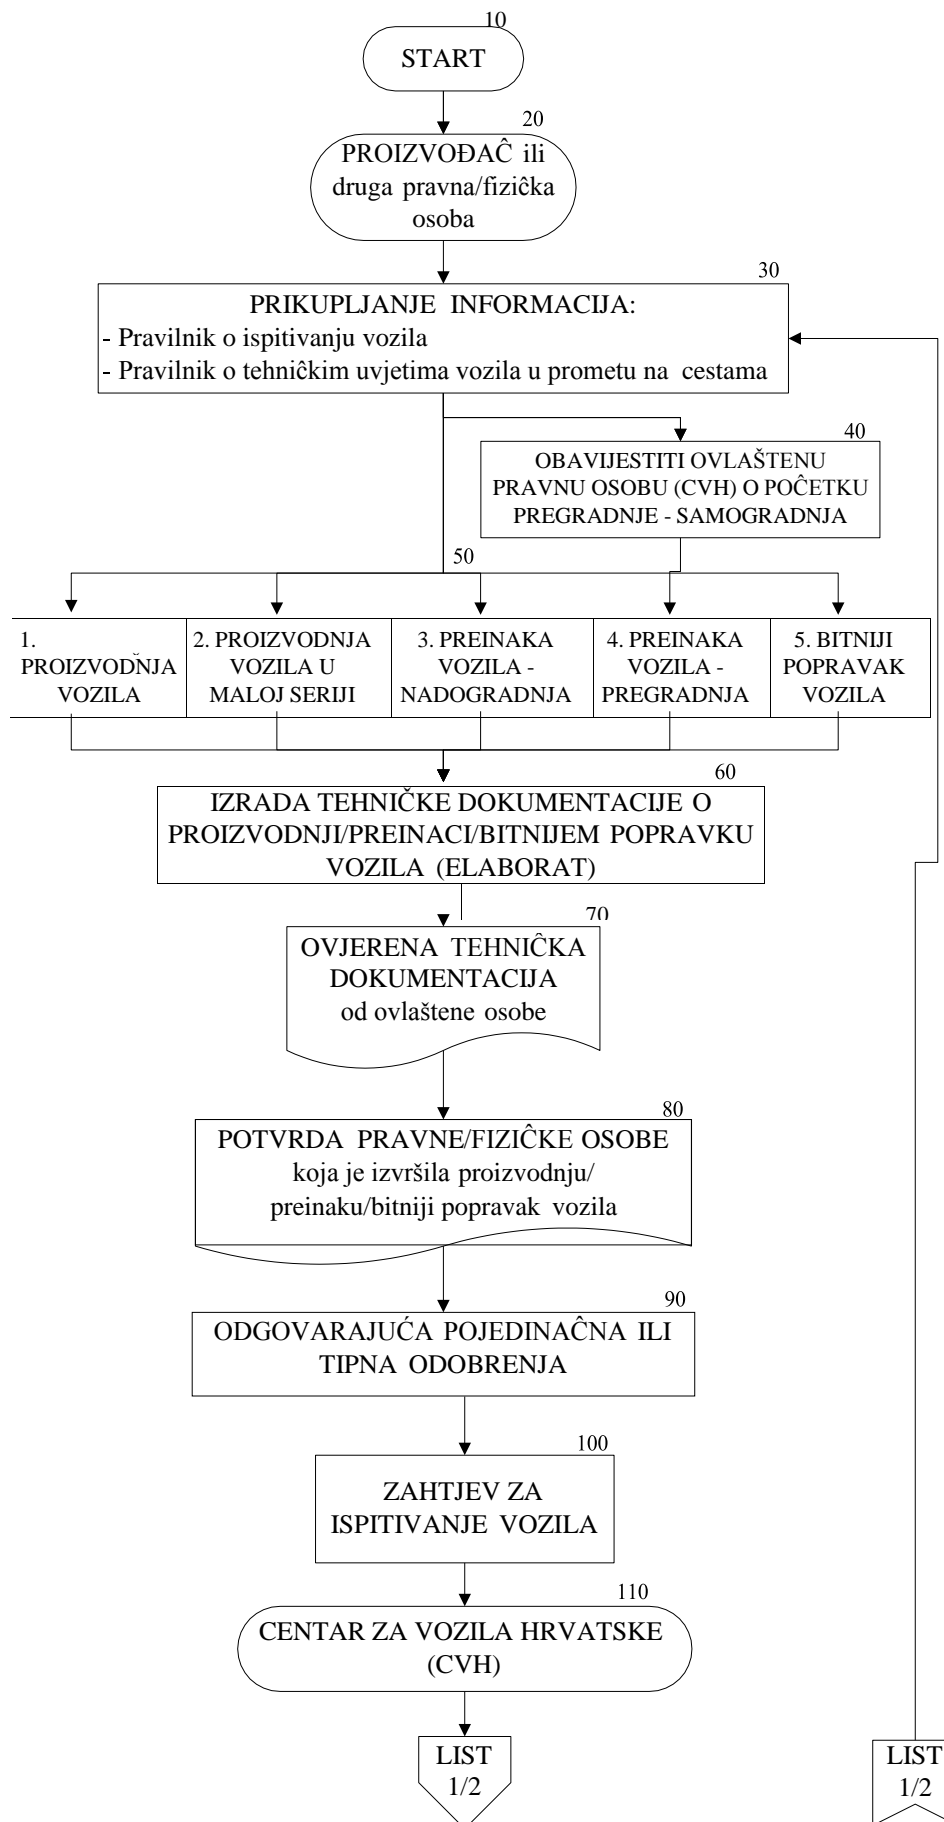 10
START
20
PROIZVOĐAĈ ili
druga pravna/fiziĉka
osoba
30
PRIKUPLJANJE INFORMACIJA:
- Pravilnik o ispitivanju vozila
- Pravilnik o tehniĉkim uvjetima vozila u prometu na cestama
40
OBAVIJESTITI OVLAŠTENU
PRAVNU OSOBU (CVH) O POĈETKU
PREGRADNJE - SAMOGRADNJA
50
1.
PROIZVODNJA
VOZILA
2. PROIZVODNJA
VOZILA U
MALOJ SERIJI
3. PREINAKA
VOZILA -
NADOGRADNJA
4. PREINAKA
VOZILA -
PREGRADNJA
5. BITNIJI
POPRAVAK
VOZILA
60
IZRADA TEHNIČKE DOKUMENTACIJE O
PROIZVODNJI/PREINACI/BITNIJEM POPRAVKU
VOZILA (ELABORAT)
70
OVJERENA TEHNIĈKA
DOKUMENTACIJA
od ovlaštene osobe
80
POTVRDA PRAVNE/FIZIĈKE OSOBE
koja je izvršila proizvodnju/
preinaku/bitniji popravak vozila
90
ODGOVARAJUĆA POJEDINAĈNA ILI
TIPNA ODOBRENJA
100
ZAHTJEV ZA
ISPITIVANJE VOZILA
110
CENTAR ZA VOZILA HRVATSKE
(CVH)
LIST
1/2
LIST
1/2